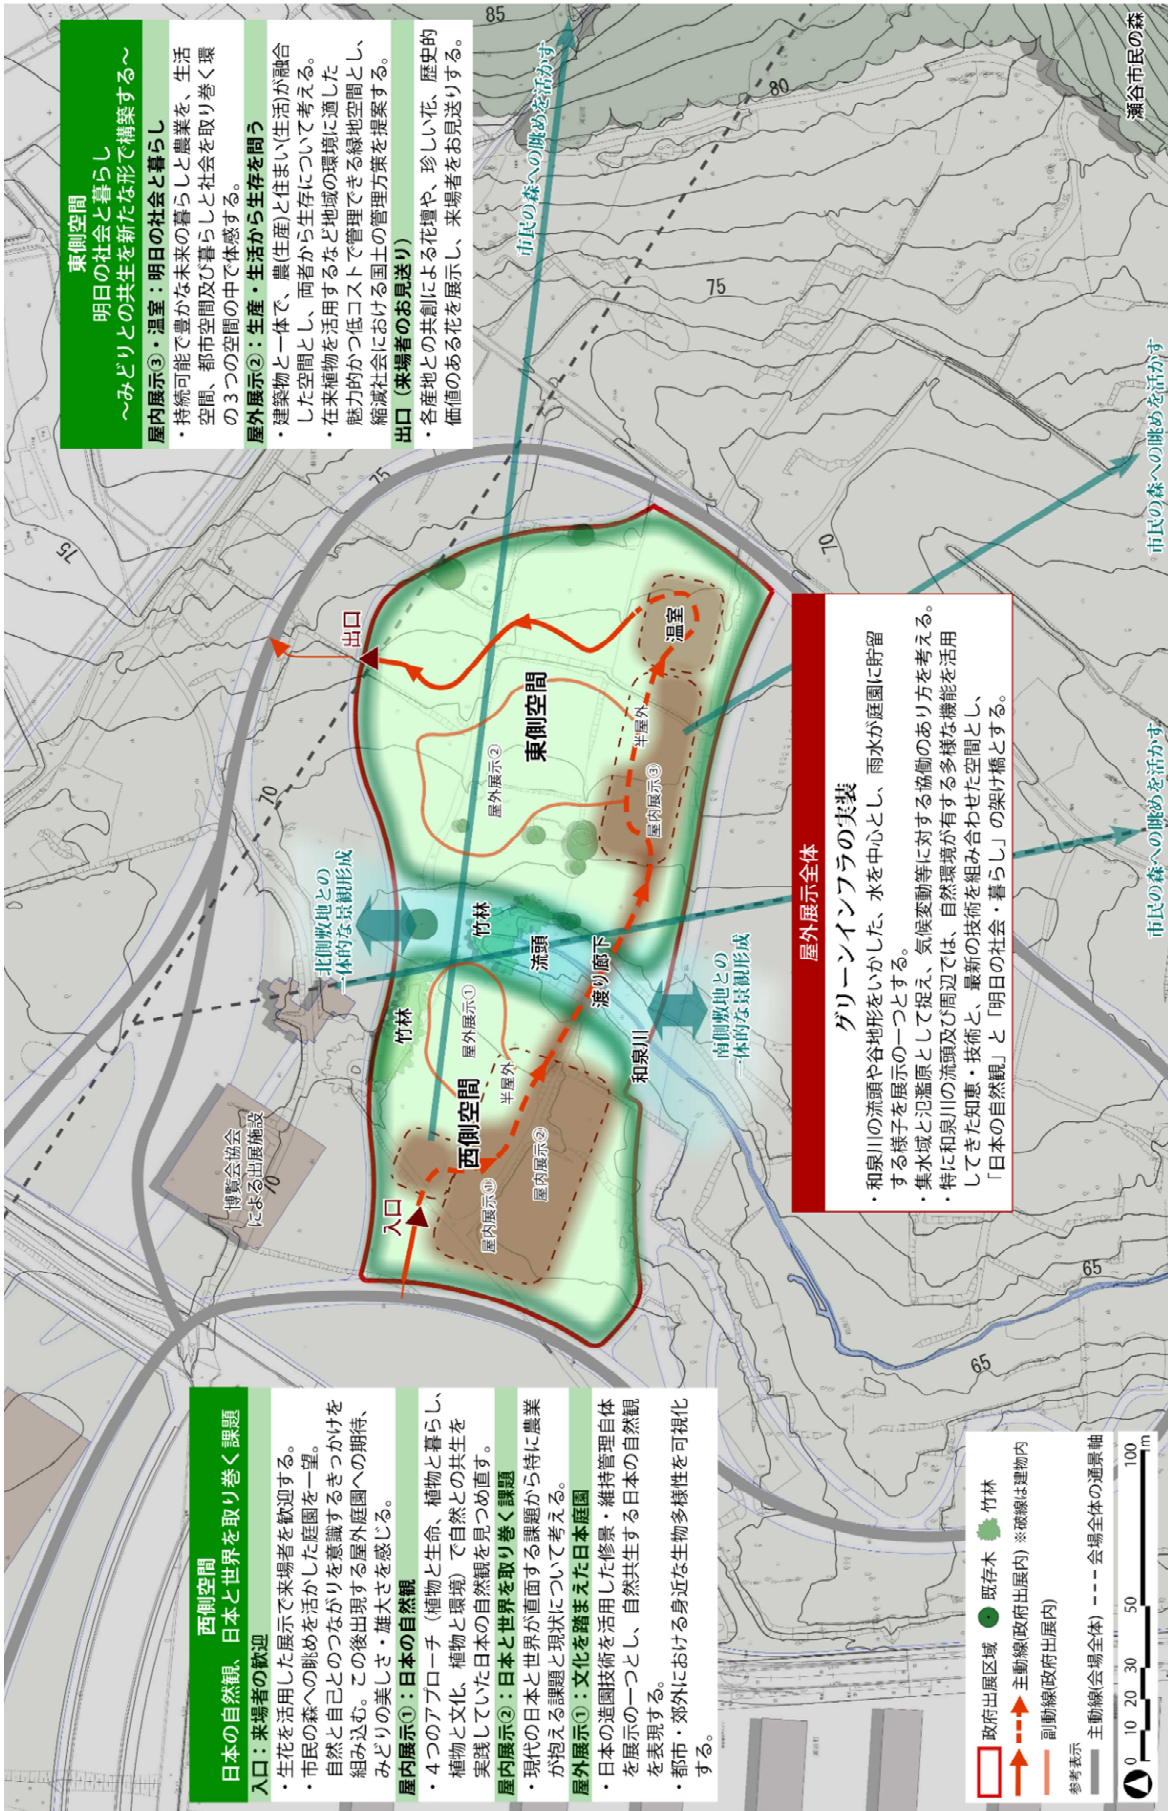 西側空間
日本の自然観、日本と世界を取り巻く課題
入口：来場者の歓迎
・生花を活用した展示で来場者を歓迎する。
・市民の森への眺めを活かした庭園を一望。
自然と自己とのつながりを意識するきっかけを
組み込む。この後出現する屋外庭園への期待、
みどりの美しさ・雄大さを感じる。
屋内展示①：日本の自然観
・４つのアプローチ（植物と生命、植物と暮らし、
植物と文化、植物と環境）で自然との共生を
実践していた日本の自然観を見つめ直す。
屋内展示②：日本と世界を取り巻く課題
・現代の日本と世界が直面する課題から特に農業
が抱える課題と現状について考える。
屋外展示①：文化を踏まえた日本庭園
・日本の造園技術を活用した修景・維持管理自体
を展示の一つとし、自然共生する日本の自然観
を表現する。
・都市・郊外における身近な生物多様性を可視化
する。
東側空間
明日の社会と暮らし
～みどりとの共生を新たな形で構築する～
屋内展示③・温室：明日の社会と暮らし
・持続可能で豊かな未来の暮らしと農業を、生活
空間、都市空間及び暮らしと社会を取り巻く環
の３つの空間の中で体感する。
屋外展示②：生産・生活から生存を問う
・建築物と一体で、農(生産)と住まい(生活)が融合
した空間とし、両者から生存について考える。
・在来植物を活用するなど地域の環境に適した
魅力的かつ低コストで管理できる緑地空間とし、
縮減社会における国土の管理方策を提案する。
出口（来場者のお見送り）
・各産地との共創による花壇や、珍しい花、歴史的
価値のある花を展示し、来場者をお見送りする。
85
80
75
75
75
70
70
70
65
65
瀬谷市民の森
市民の森への眺めを活かす
市民の森への眺めを活かす
市民の森への眺めを活かす
博覧会協会
による出展施設
北側敷地との
一体的な景観形成
南側敷地との
一体的な景観形成
入口
出口
西側空間
東側空間
竹林
竹林
流頭
渡り廊下
和泉川
屋外展示①
屋外展示②
屋内展示①
屋内展示②
屋内展示③
半屋外
半屋外
温室
屋外展示全体
グリーンインフラの実装
・和泉川の流頭や谷地形をいかした、水を中心とし、雨水が庭園に貯留
する様子を展示の一つとする。
・集水域と氾濫原として捉え、気候変動等に対する協働のあり方を考える。
・特に和泉川の流頭及び周辺では、自然環境が有する多様な機能を活用
してきた知恵・技術と、最新の技術を組み合わせた空間とし、
「日本の自然観」と「明日の社会・暮らし」の架け橋とする。
政府出展区域
既存木
竹林
主動線(政府出展内) ※破線は建物内
副動線(政府出展内)
参考表示
主動線(会場全体)
会場全体の通景軸
0 10 20 30 50 100
m